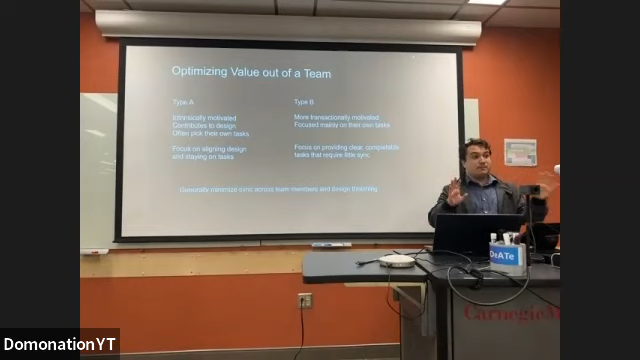 Optimizing Value out of a Team
Type A
Intrinsically motivated
Contributes to design
Often pick their own tasks
Focus on aligning design
and staying on tasks
Type B
More transactionally motivated
Focused mainly on their own tasks
Focus on providing clear, completable
tasks that require little sync.
Generally minimize sync across team members and design thinking
DeATe
CarnegieM
DomonationYT